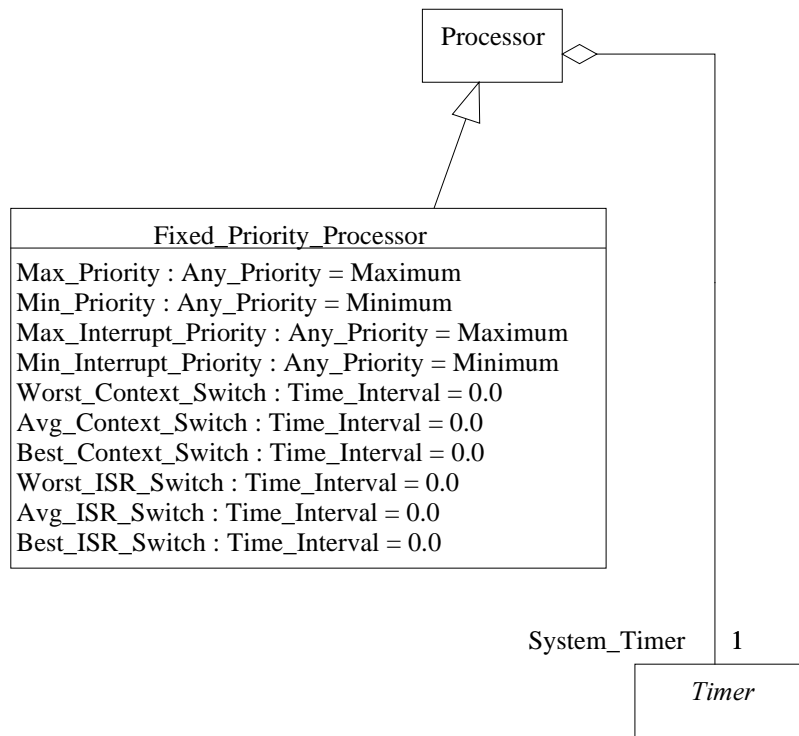 Processor
Fixed_Priority_Processor
Max_Priority : Any_Priority = Maximum
Min_Priority : Any_Priority = Minimum
Max_Interrupt_Priority : Any_Priority = Maximum
Min_Interrupt_Priority : Any_Priority = Minimum
Worst_Context_Switch : Time_Interval = 0.0
Avg_Context_Switch : Time_Interval = 0.0
Best_Context_Switch : Time_Interval = 0.0
Worst_ISR_Switch : Time_Interval = 0.0
Avg_ISR_Switch : Time_Interval = 0.0
Best_ISR_Switch : Time_Interval = 0.0
System_Timer 1
Timer